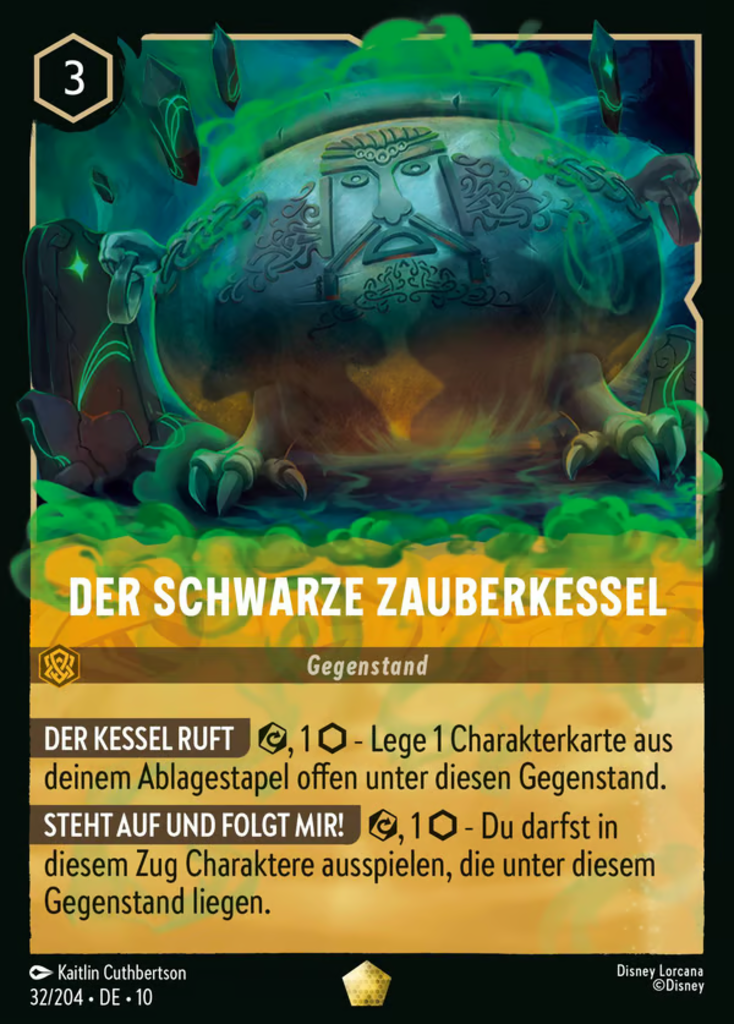 3
DER SCHWARZE ZAUBERKESSEL
Gegenstand
DER KESSEL RUFT , 1 - Lege 1 Charakterkarte aus
deinem Ablagestapel offen unter diesen Gegenstand.
STEHT AUF UND FOLGT MIR! , 1 - Du darfst in
diesem Zug Charaktere ausspielen, die unter diesem
Gegenstand liegen.
Kaitlin Cuthbertson
32/204 • DE • 10
Disney Lorcana
©Disney